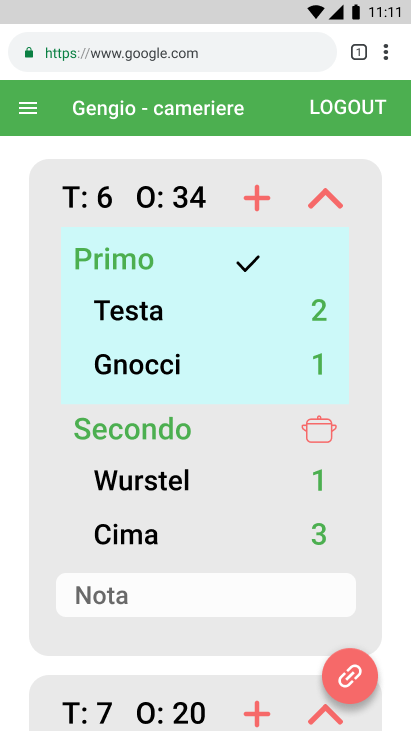 11:11
https://www.google.com
1
Gengio - cameriere LOGOUT
T: 6 O: 34
Primo
Testa 2
Gnocci 1
Secondo
Wurstel 1
Cima 3
Nota
T: 7 O: 20